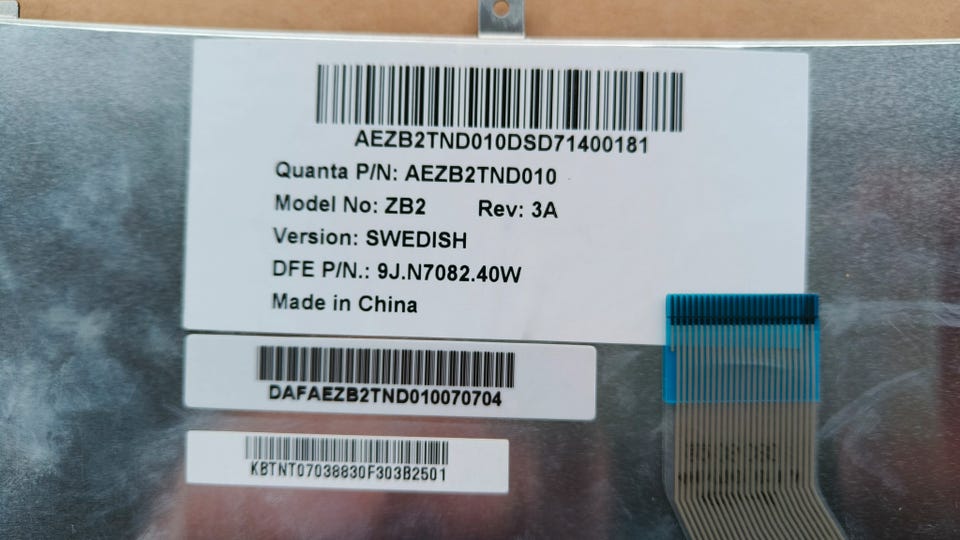 AEZB2TND010DSD71400181
Quanta P/N: AEZB2TND010
Model No: ZB2 Rev: 3A
Version: SWEDISH
DFE P/N.: 9J.N7082.40W
Made in China
DAFAEZB2TND010070704
KBTNT07038830F303B2501